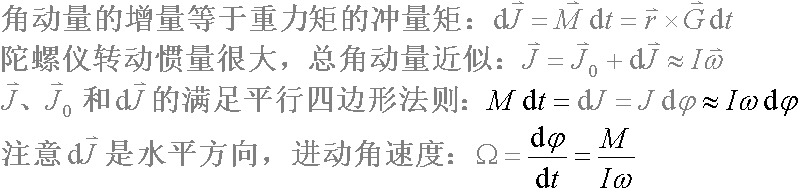 角动量的增量等于重力矩的冲量矩：$\mathrm{d}\vec{J} = \vec{M}\,\mathrm{d}t = \vec{r} \times \vec{G}\,\mathrm{d}t$
陀螺仪转动惯量很大，总角动量近似：$\vec{J} = \vec{J}_0 + \mathrm{d}\vec{J} \approx I\vec{\omega}$
$\vec{J}$、$\vec{J}_0$ 和 $\mathrm{d}\vec{J}$ 的满足平行四边形法则：$M\,\mathrm{d}t = \mathrm{d}J = J\,\mathrm{d}\varphi \approx I\omega\,\mathrm{d}\varphi$
注意 $\mathrm{d}\vec{J}$ 是水平方向，进动角速度：$\Omega = \dfrac{\mathrm{d}\varphi}{\mathrm{d}t} = \dfrac{M}{I\omega}$